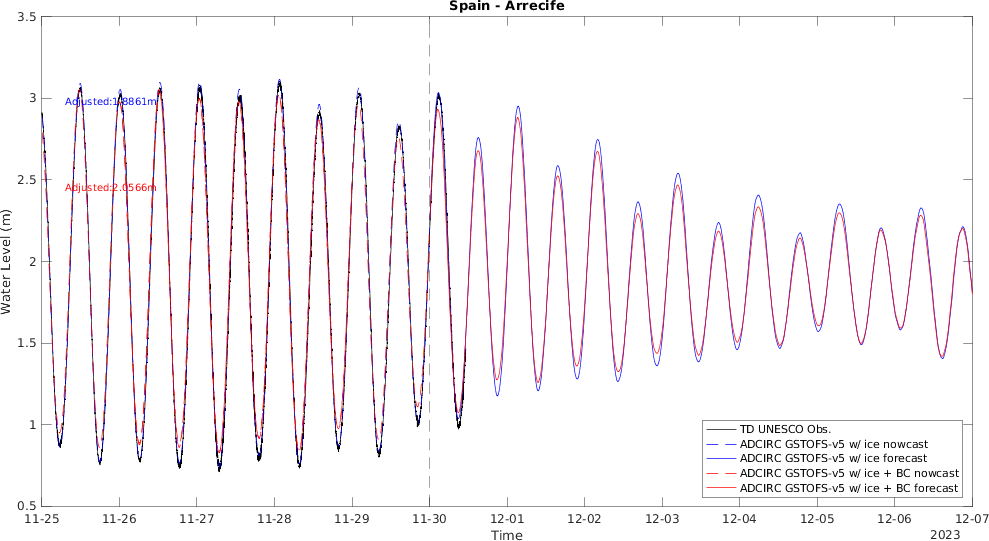 Spain - Arrecife
3.5
3
2.5
2
1.5
1
0.5
Water Level (m)
Adjusted:1.8861m
Adjusted:2.0566m
TD UNESCO Obs.
ADCIRC GSTOFS-v5 w/ ice nowcast
ADCIRC GSTOFS-v5 w/ ice forecast
ADCIRC GSTOFS-v5 w/ ice + BC nowcast
ADCIRC GSTOFS-v5 w/ ice + BC forecast
11-25 11-26 11-27 11-28 11-29 11-30 12-01 12-02 12-03 12-04 12-05 12-06 12-07
Time
2023